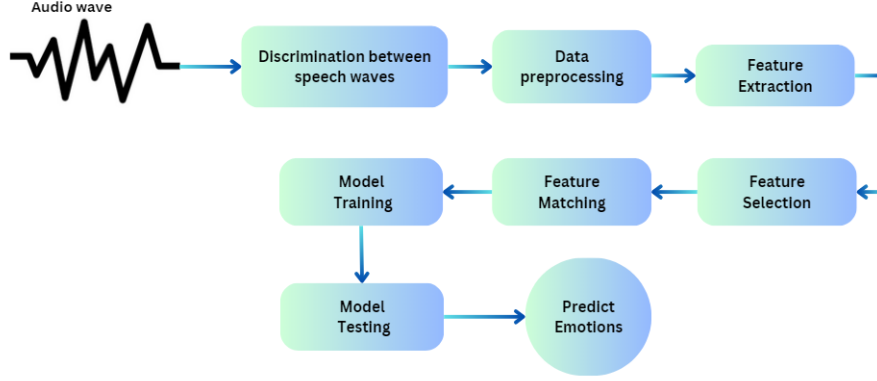 Audio wave
Discrimination between
speech waves
Data
preprocessing
Feature
Extraction
Feature
Selection
Feature
Matching
Model
Training
Model
Testing
Predict
Emotions